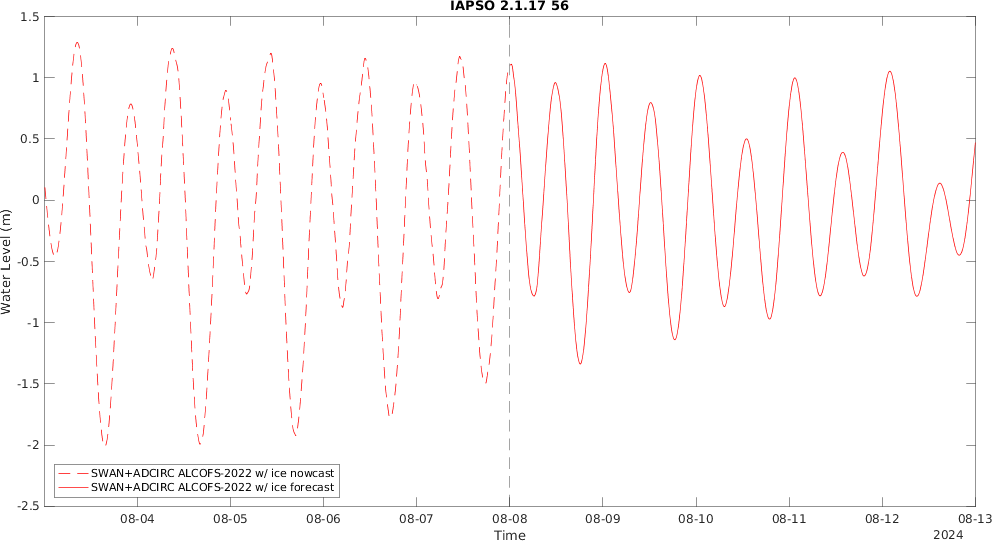 IAPSO 2.1.17 56
1.5
1
0.5
0
-0.5
-1
-1.5
-2
-2.5
Water Level (m)
SWAN+ADCIRC ALCOFS-2022 w/ ice nowcast
SWAN+ADCIRC ALCOFS-2022 w/ ice forecast
08-04 08-05 08-06 08-07 08-08 08-09 08-10 08-11 08-12 08-13
Time
2024